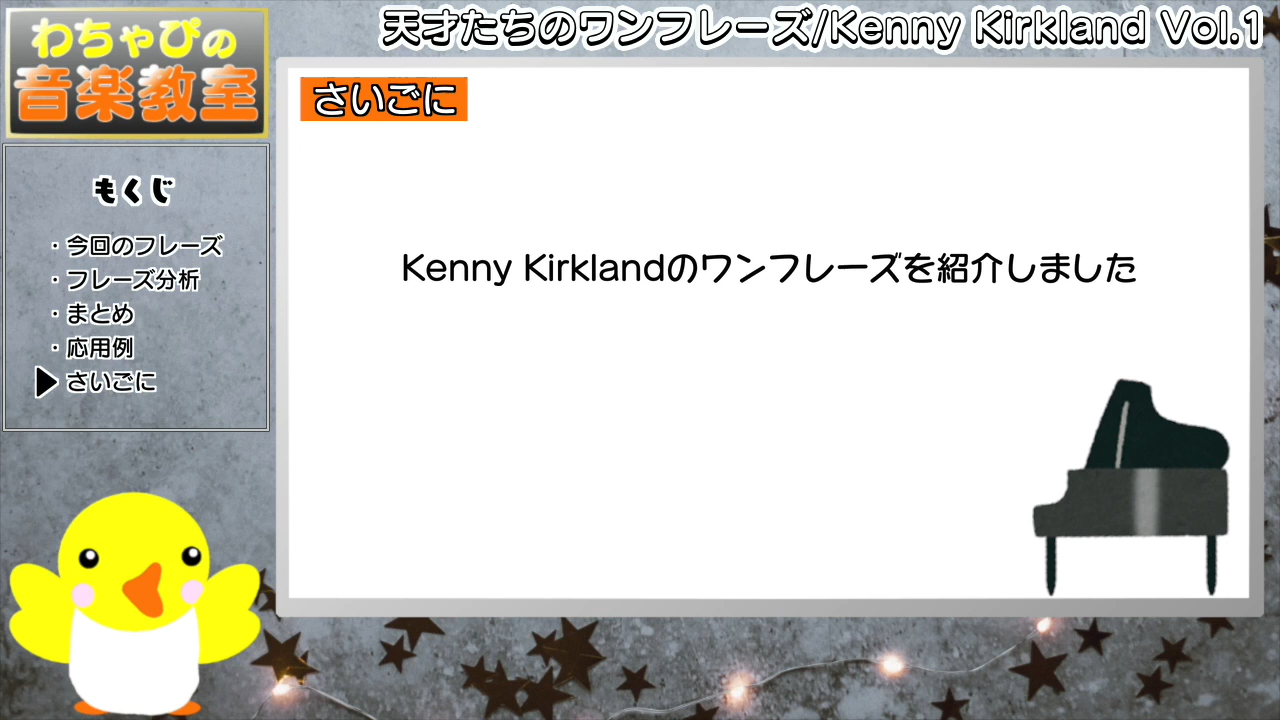 わちゃぴの
音楽教室
天才たちのワンフレーズ/Kenny Kirkland Vol.1
もくじ
・今回のフレーズ
・フレーズ分析
・まとめ
・応用例
さいごに
さいごに
Kenny Kirklandのワンフレーズを紹介しました